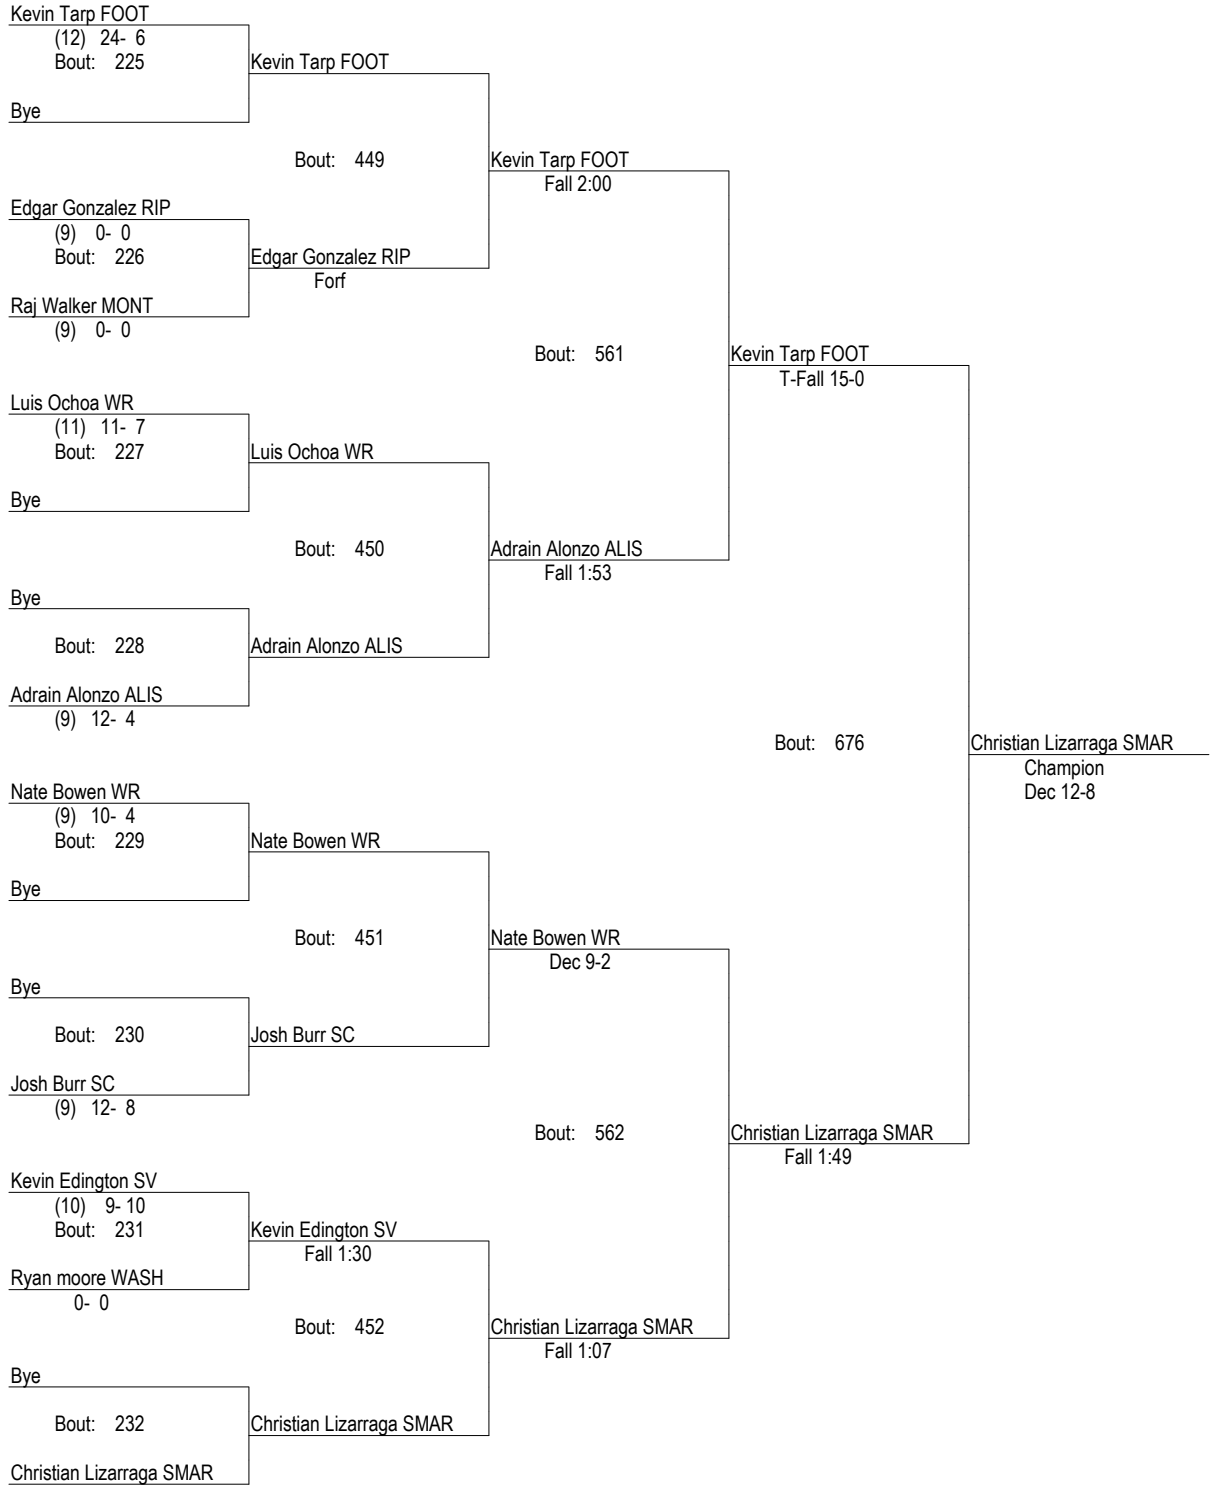 Kevin Tarp FOOT
(12) 24- 6
Bout: 225
Kevin Tarp FOOT
Bye
Bout: 449
Kevin Tarp FOOT
Fall 2:00
Edgar Gonzalez RIP
(9) 0- 0
Bout: 226
Edgar Gonzalez RIP
Forf
Raj Walker MONT
(9) 0- 0
Bout: 561
Kevin Tarp FOOT
T-Fall 15-0
Luis Ochoa WR
(11) 11- 7
Bout: 227
Luis Ochoa WR
Bye
Bout: 450
Adrain Alonzo ALIS
Fall 1:53
Bye
Bout: 228
Adrain Alonzo ALIS
Adrain Alonzo ALIS
(9) 12- 4
Bout: 676
Christian Lizarraga SMAR
Champion
Dec 12-8
Nate Bowen WR
(9) 10- 4
Bout: 229
Nate Bowen WR
Bye
Bout: 451
Nate Bowen WR
Dec 9-2
Bye
Bout: 230
Josh Burr SC
Josh Burr SC
(9) 12- 8
Bout: 562
Christian Lizarraga SMAR
Fall 1:49
Kevin Edington SV
(10) 9- 10
Bout: 231
Kevin Edington SV
Fall 1:30
Ryan moore WASH
0- 0
Bout: 452
Christian Lizarraga SMAR
Fall 1:07
Bye
Bout: 232
Christian Lizarraga SMAR
Christian Lizarraga SMAR